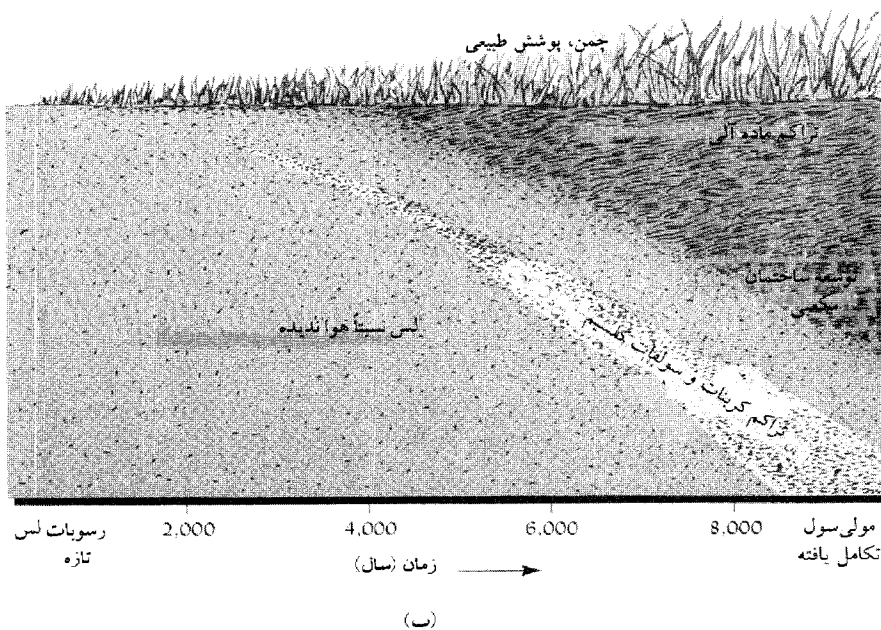 چمن، پوشش طبیعی
تراکم ماده آلی
توسعه ساختمان
مکعبی
لس نسبتاً هوا ندیده
تراکم کربنات و سولفات کلسیم
رسوبات لس
تازه
2,000
4,000
6,000
8,000
مولی‌سول
تکامل یافته
زمان (سال)
(ب)